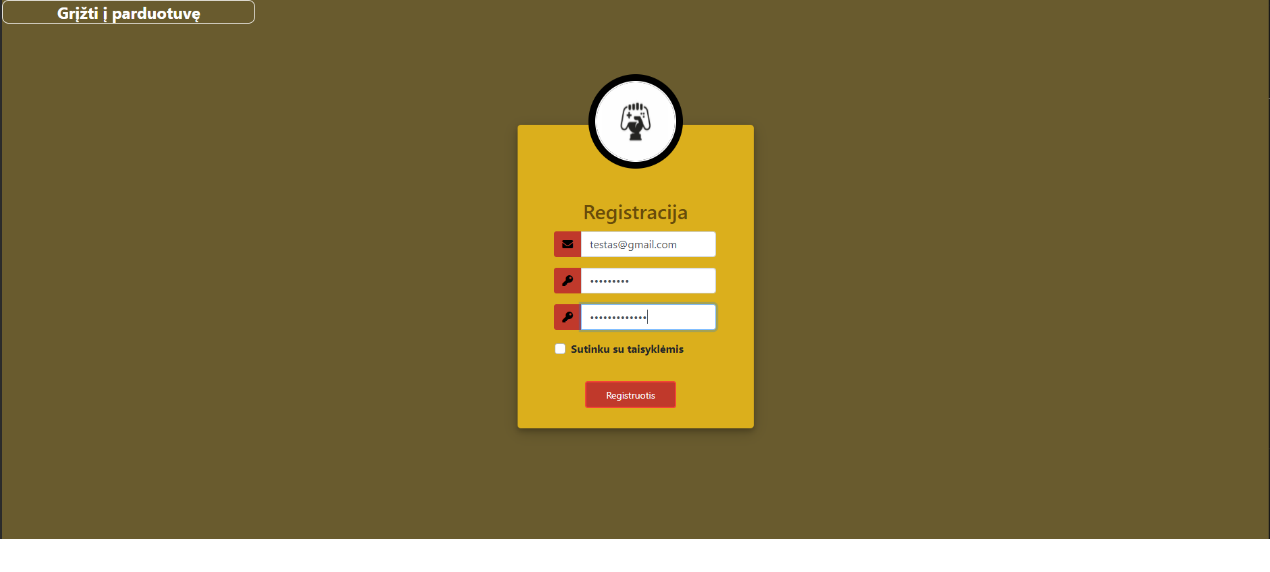 Grįžti į parduotuvę
Registracija
testas@gmail.com
•••••••••
•••••••••••••
Sutinku su taisyklėmis
Registruotis